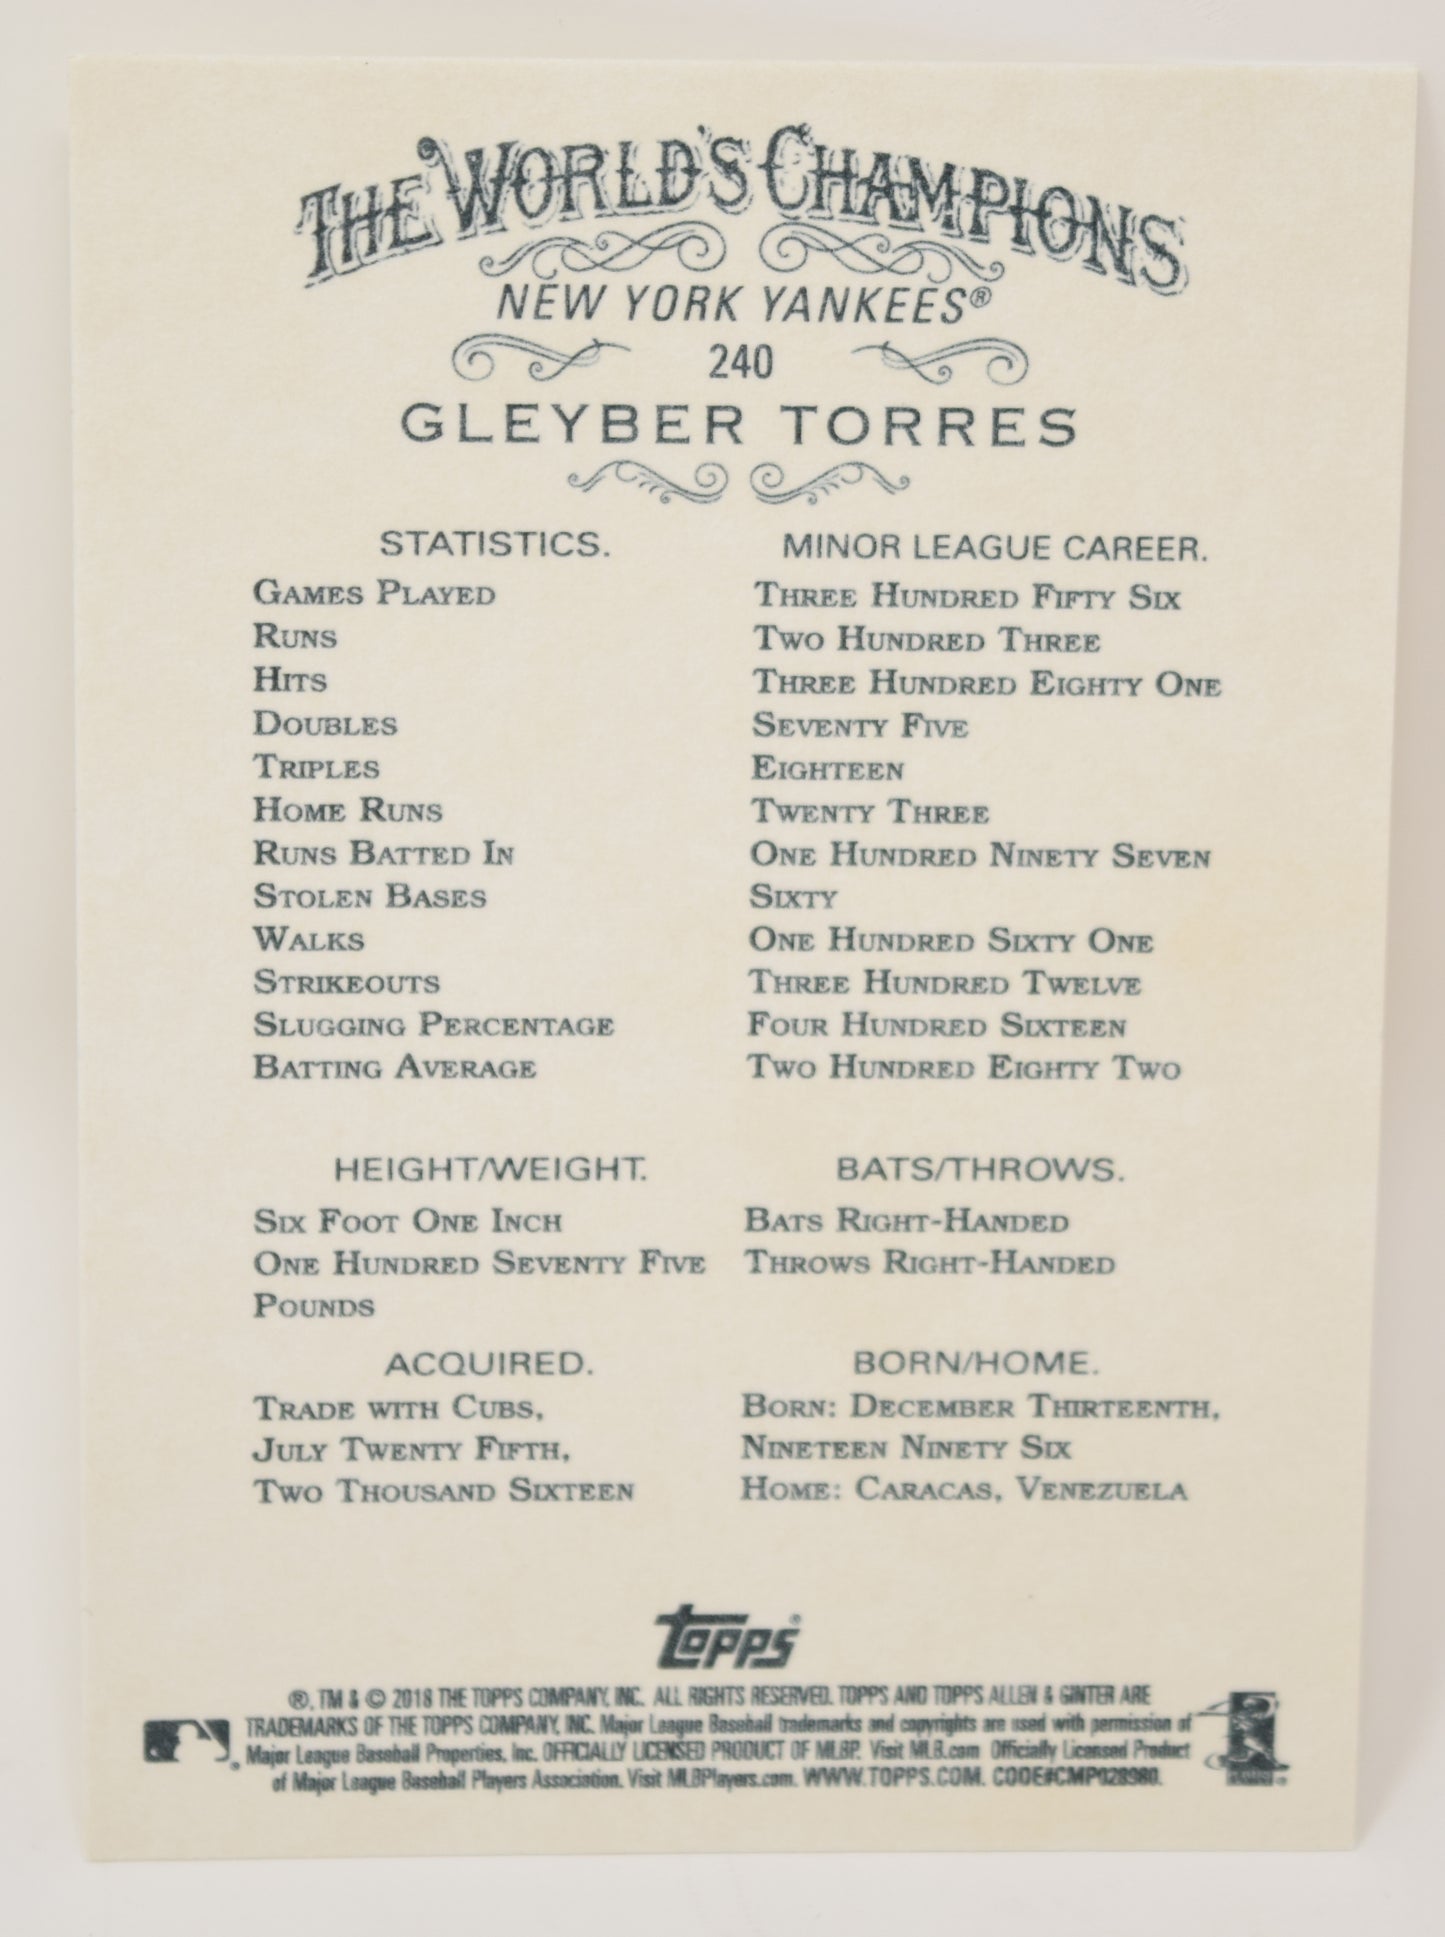 THE WORLD'S CHAMPIONS
NEW YORK YANKEES®
240
GLEYBER TORRES
STATISTICS. MINOR LEAGUE CAREER.
GAMES PLAYED THREE HUNDRED FIFTY SIX
RUNS TWO HUNDRED THREE
HITS THREE HUNDRED EIGHTY ONE
DOUBLES SEVENTY FIVE
TRIPLES EIGHTEEN
HOME RUNS TWENTY THREE
RUNS BATTED IN ONE HUNDRED NINETY SEVEN
STOLEN BASES SIXTY
WALKS ONE HUNDRED SIXTY ONE
STRIKEOUTS THREE HUNDRED TWELVE
SLUGGING PERCENTAGE FOUR HUNDRED SIXTEEN
BATTING AVERAGE TWO HUNDRED EIGHTY TWO
HEIGHT/WEIGHT.
SIX FOOT ONE INCH
ONE HUNDRED SEVENTY FIVE
POUNDS
BATS/THROWS.
BATS RIGHT-HANDED
THROWS RIGHT-HANDED
ACQUIRED.
TRADE WITH CUBS,
JULY TWENTY FIFTH,
TWO THOUSAND SIXTEEN
BORN/HOME.
BORN: DECEMBER THIRTEENTH,
NINETEEN NINETY SIX
HOME: CARACAS, VENEZUELA
Topps®
®, TM & © 2018 THE TOPPS COMPANY, INC. ALL RIGHTS RESERVED. TOPPS AND TOPPS ALLEN & GINTER ARE
TRADEMARKS OF THE TOPPS COMPANY, INC. Major League Baseball trademarks and copyrights are used with permission of
Major League Baseball Properties, Inc. OFFICIALLY LICENSED PRODUCT OF MLBP. Visit MLB.com Officially Licensed Product
of Major League Baseball Players Association. Visit MLBPlayers.com. WWW.TOPPS.COM. CODE#CMP028980.